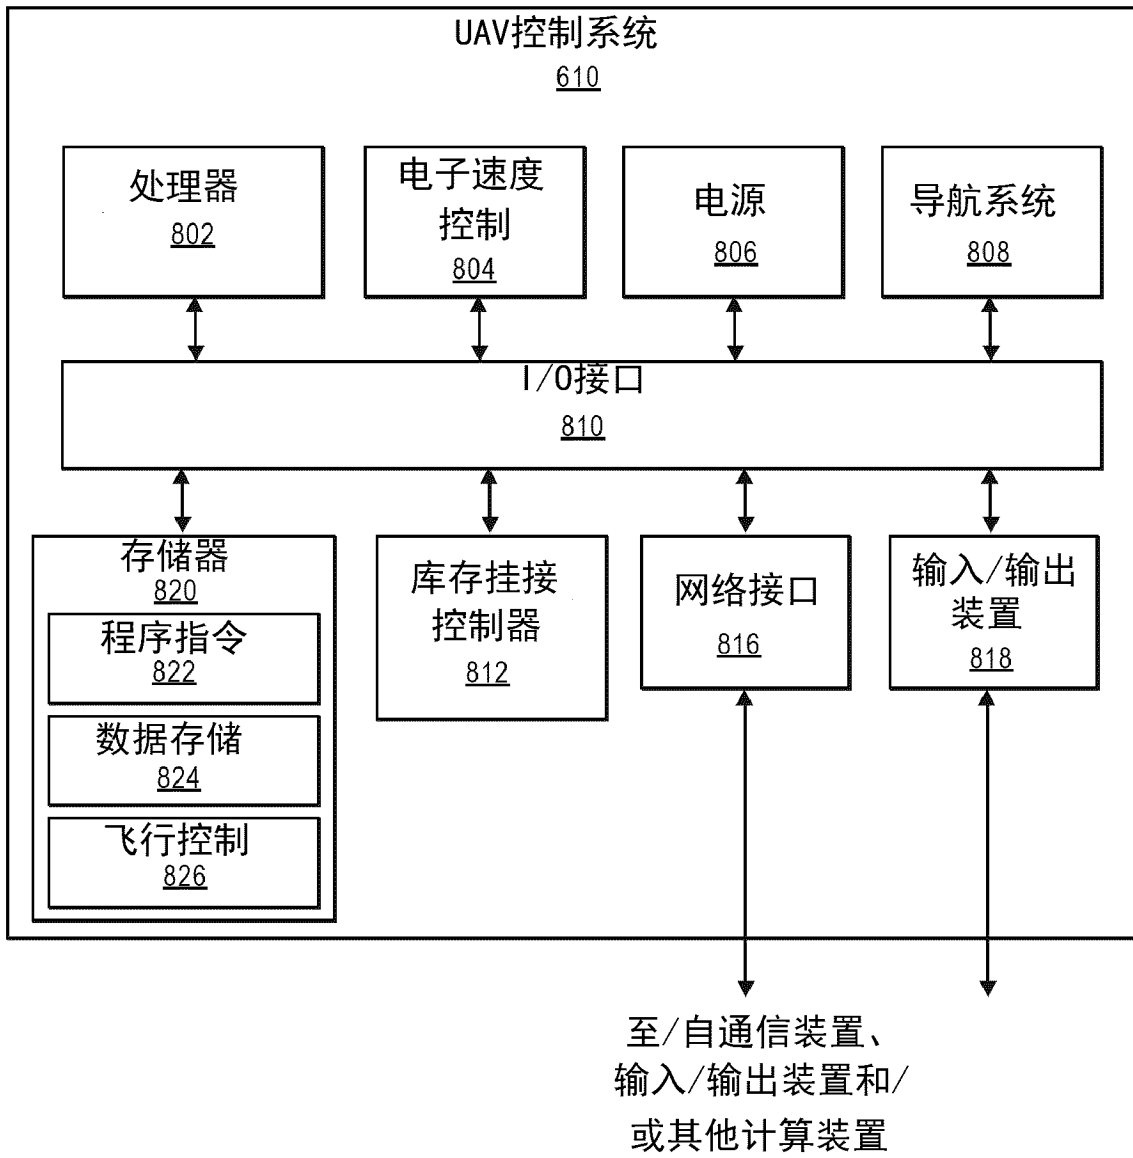 UAV控制系统
610
处理器
802
电子速度
控制
804
电源
806
导航系统
808
I/O接口
810
存储器
820
程序指令
822
数据存储
824
飞行控制
826
库存挂接
控制器
812
网络接口
816
输入/输出
装置
818
至/自通信装置、
输入/输出装置和/
或其他计算装置